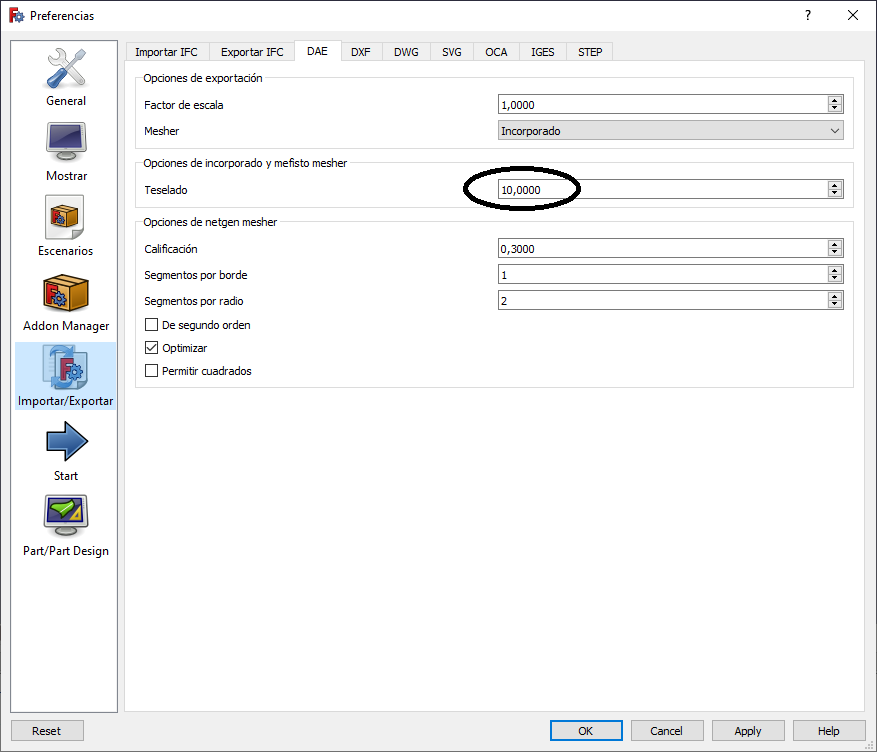 Preferencias
?
General
Mostrar
Escenarios
Addon Manager
Importar/Exportar
Start
Part/Part Design
Importar IFC Exportar IFC DAE DXF DWG SVG OCA IGES STEP
Opciones de exportación
Factor de escala 1,0000
Mesher Incorporado
Opciones de incorporado y mefisto mesher
Teselado 10,0000
Opciones de netgen mesher
Calificación 0,3000
Segmentos por borde 1
Segmentos por radio 2
De segundo orden
Optimizar
Permitir cuadrados
Reset OK Cancel Apply Help